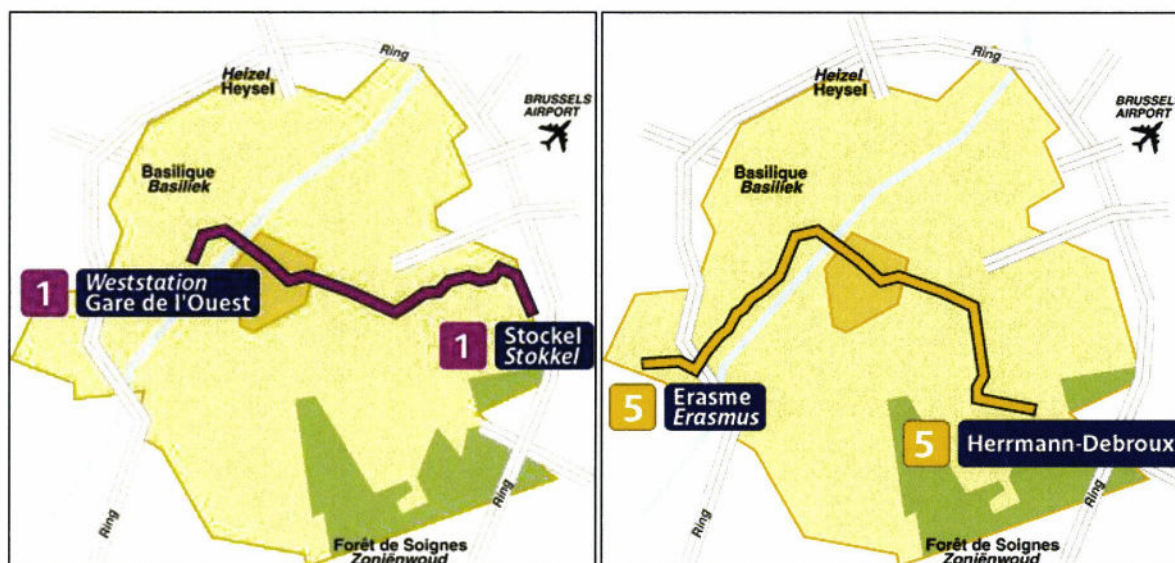 Ring
Heizel
Heysel
BRUSSELS
AIRPORT
Basilique
Basiliek
1
Weststation
Gare de l'Ouest
1
Stockel
Stokkel
Ring
Ring
Forêt de Soignes
Zoniënwoud
Ring
Heizel
Heysel
BRUSSELS
AIRPORT
Basilique
Basiliek
5
Erasme
Erasmus
5
Herrmann-Debroux
Ring
Ring
Forêt de Soignes
Zoniënwoud